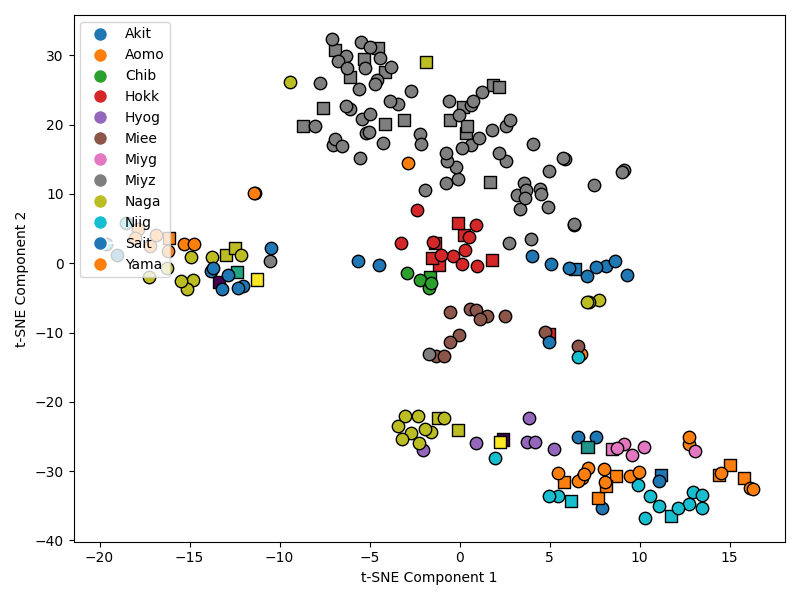 Akit
Aomo
Chib
Hokk
Hyog
Miee
Miyg
Miyz
Naga
Niig
Sait
Yama
30
20
10
0
−10
−20
−30
−40
t-SNE Component 2
−20 −15 −10 −5 0 5 10 15
t-SNE Component 1